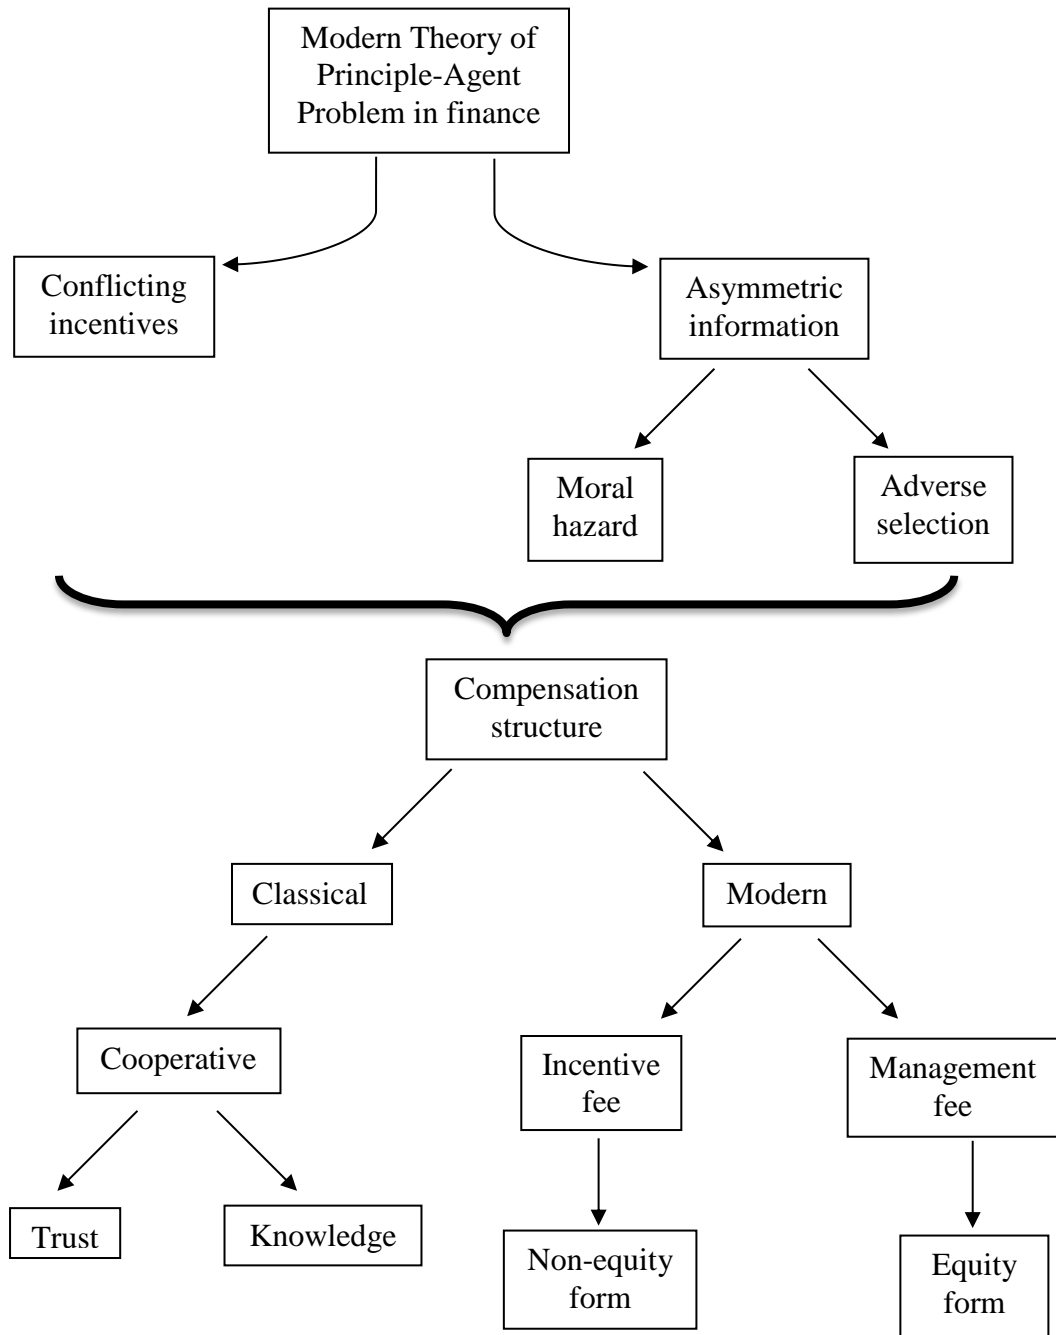 Modern Theory of
Principle-Agent
Problem in finance
Conflicting
incentives
Asymmetric
information
Moral
hazard
Adverse
selection
Compensation
structure
Classical
Modern
Cooperative
Incentive
fee
Management
fee
Trust
Knowledge
Non-equity
form
Equity
form